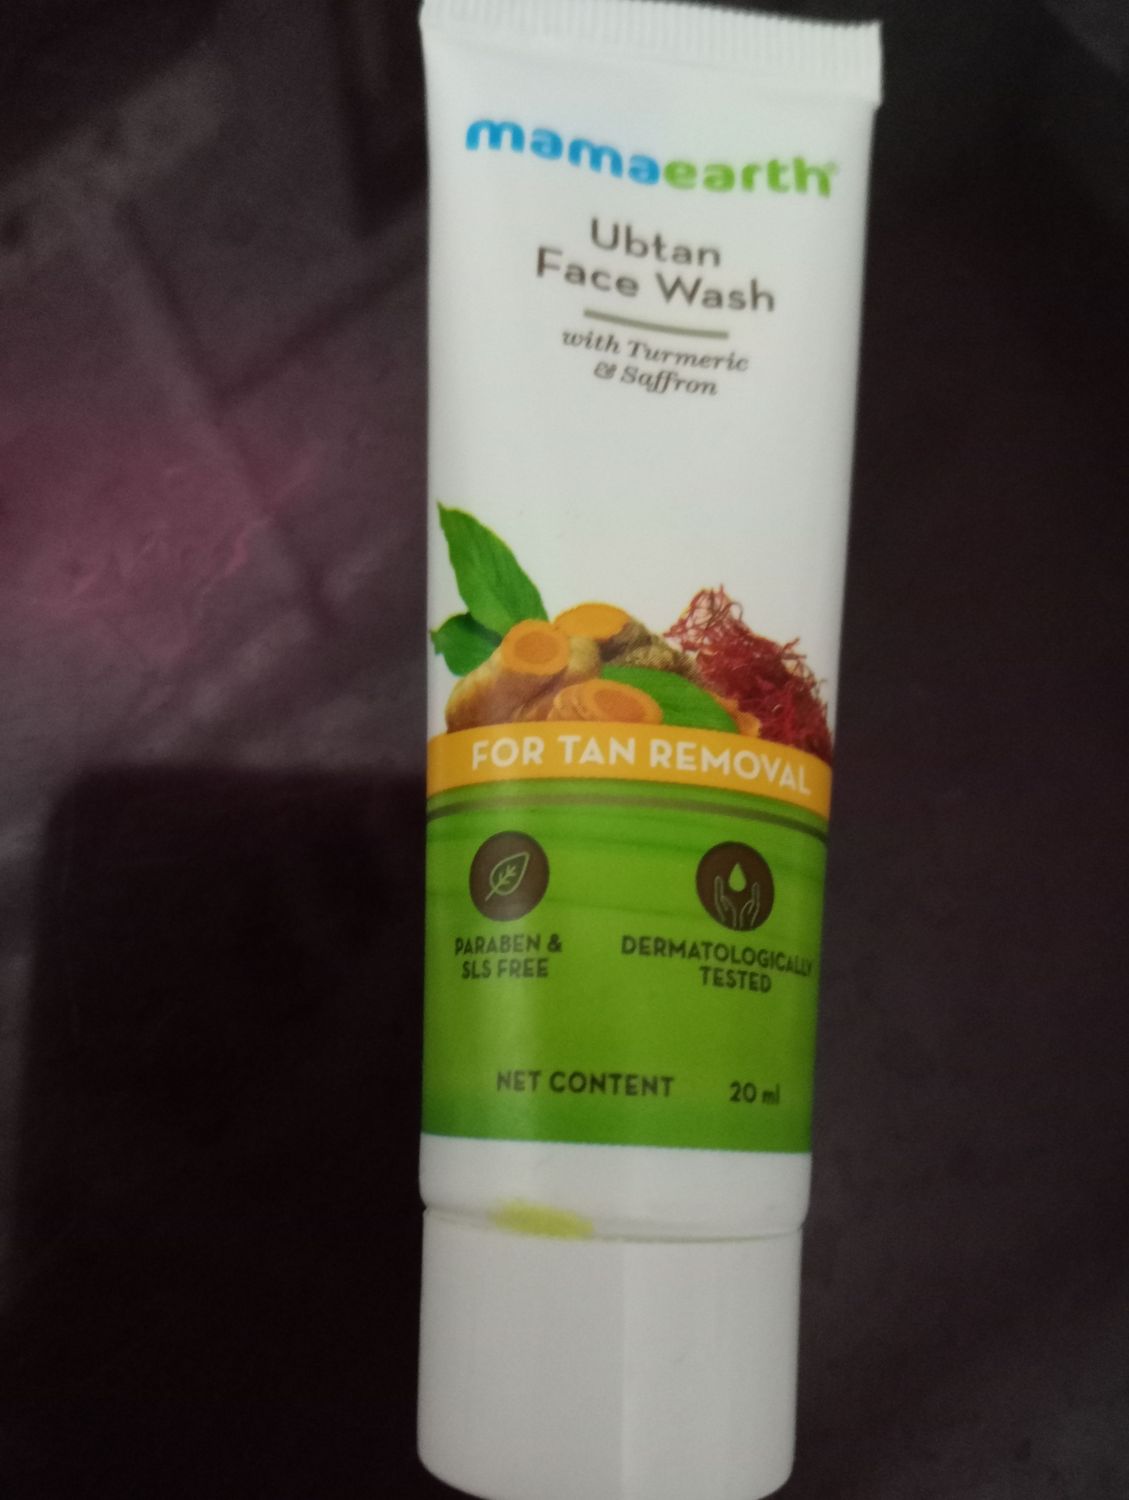 mamaearth®
Ubtan
Face Wash
with Turmeric
& Saffron
FOR TAN REMOVAL
PARABEN &
SLS FREE
DERMATOLOGICALLY
TESTED
NET CONTENT 20 ml